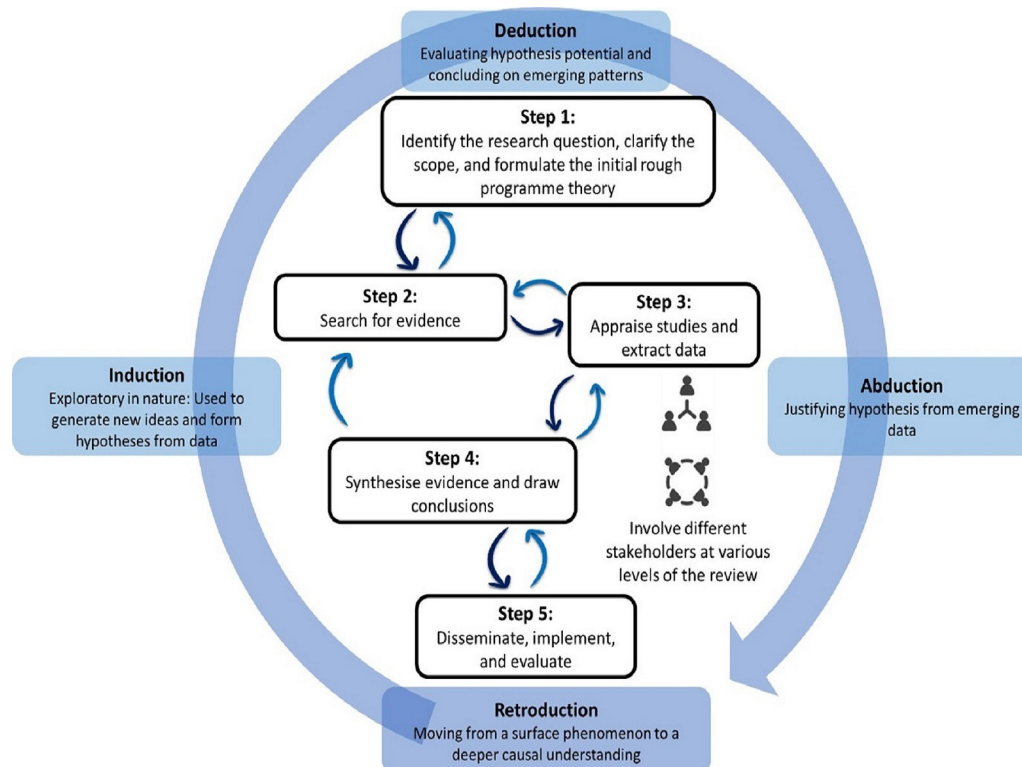 Deduction
Evaluating hypothesis potential and
concluding on emerging patterns
Step 1:
Identify the research question, clarify the
scope, and formulate the initial rough
programme theory
Step 2:
Search for evidence
Step 3:
Appraise studies and
extract data
Induction
Exploratory in nature: Used to
generate new ideas and form
hypotheses from data
Abduction
Justifying hypothesis from emerging
data
Step 4:
Synthesise evidence and draw
conclusions
Involve different
stakeholders at various
levels of the review
Step 5:
Disseminate, implement,
and evaluate
Retroduction
Moving from a surface phenomenon to a
deeper causal understanding